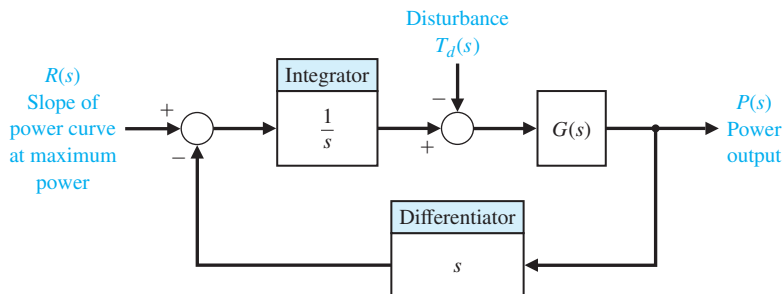 Disturbance
T_d(s)
R(s)
Slope of
power curve
at maximum
power
+
−
Integrator
1/s
−
+
G(s)
P(s)
Power
output
Differentiator
s